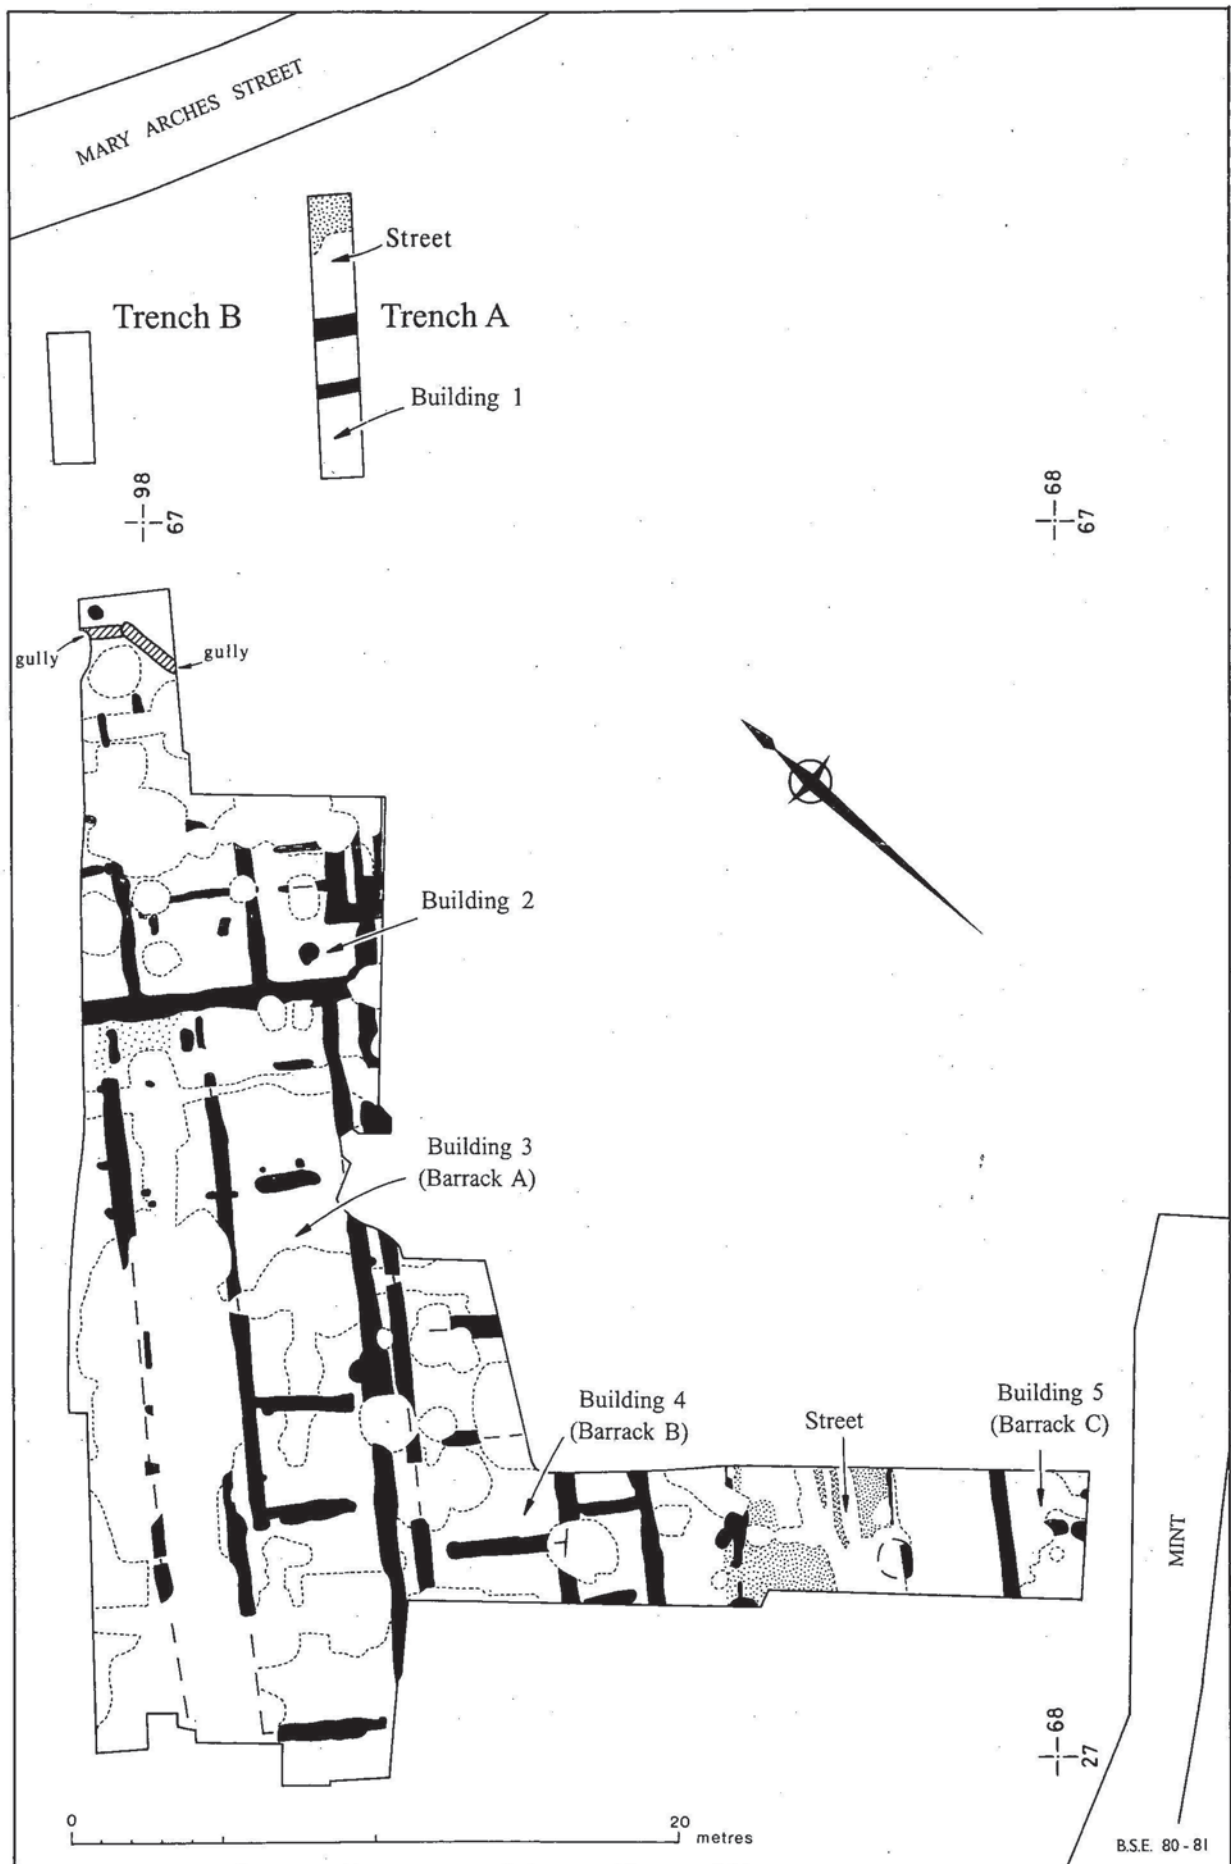 MARY ARCHES STREET
Street
Trench B
Trench A
Building 1
98
67
68
67
gully
gully
Building 2
Building 3
(Barrack A)
Building 4
(Barrack B)
Street
Building 5
(Barrack C)
MINT
68
27
0
20
metres
B.S.E. 80 - 81